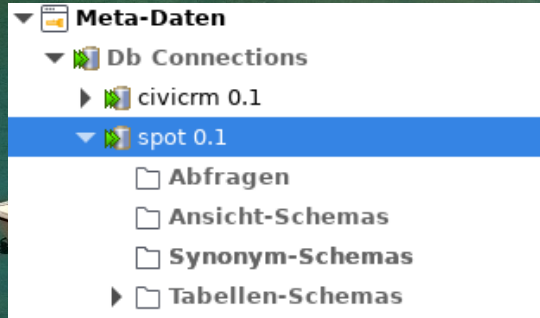 Meta-Daten
Db Connections
civicrm 0.1
spot 0.1
Abfragen
Ansicht-Schemas
Synonym-Schemas
Tabellen-Schemas